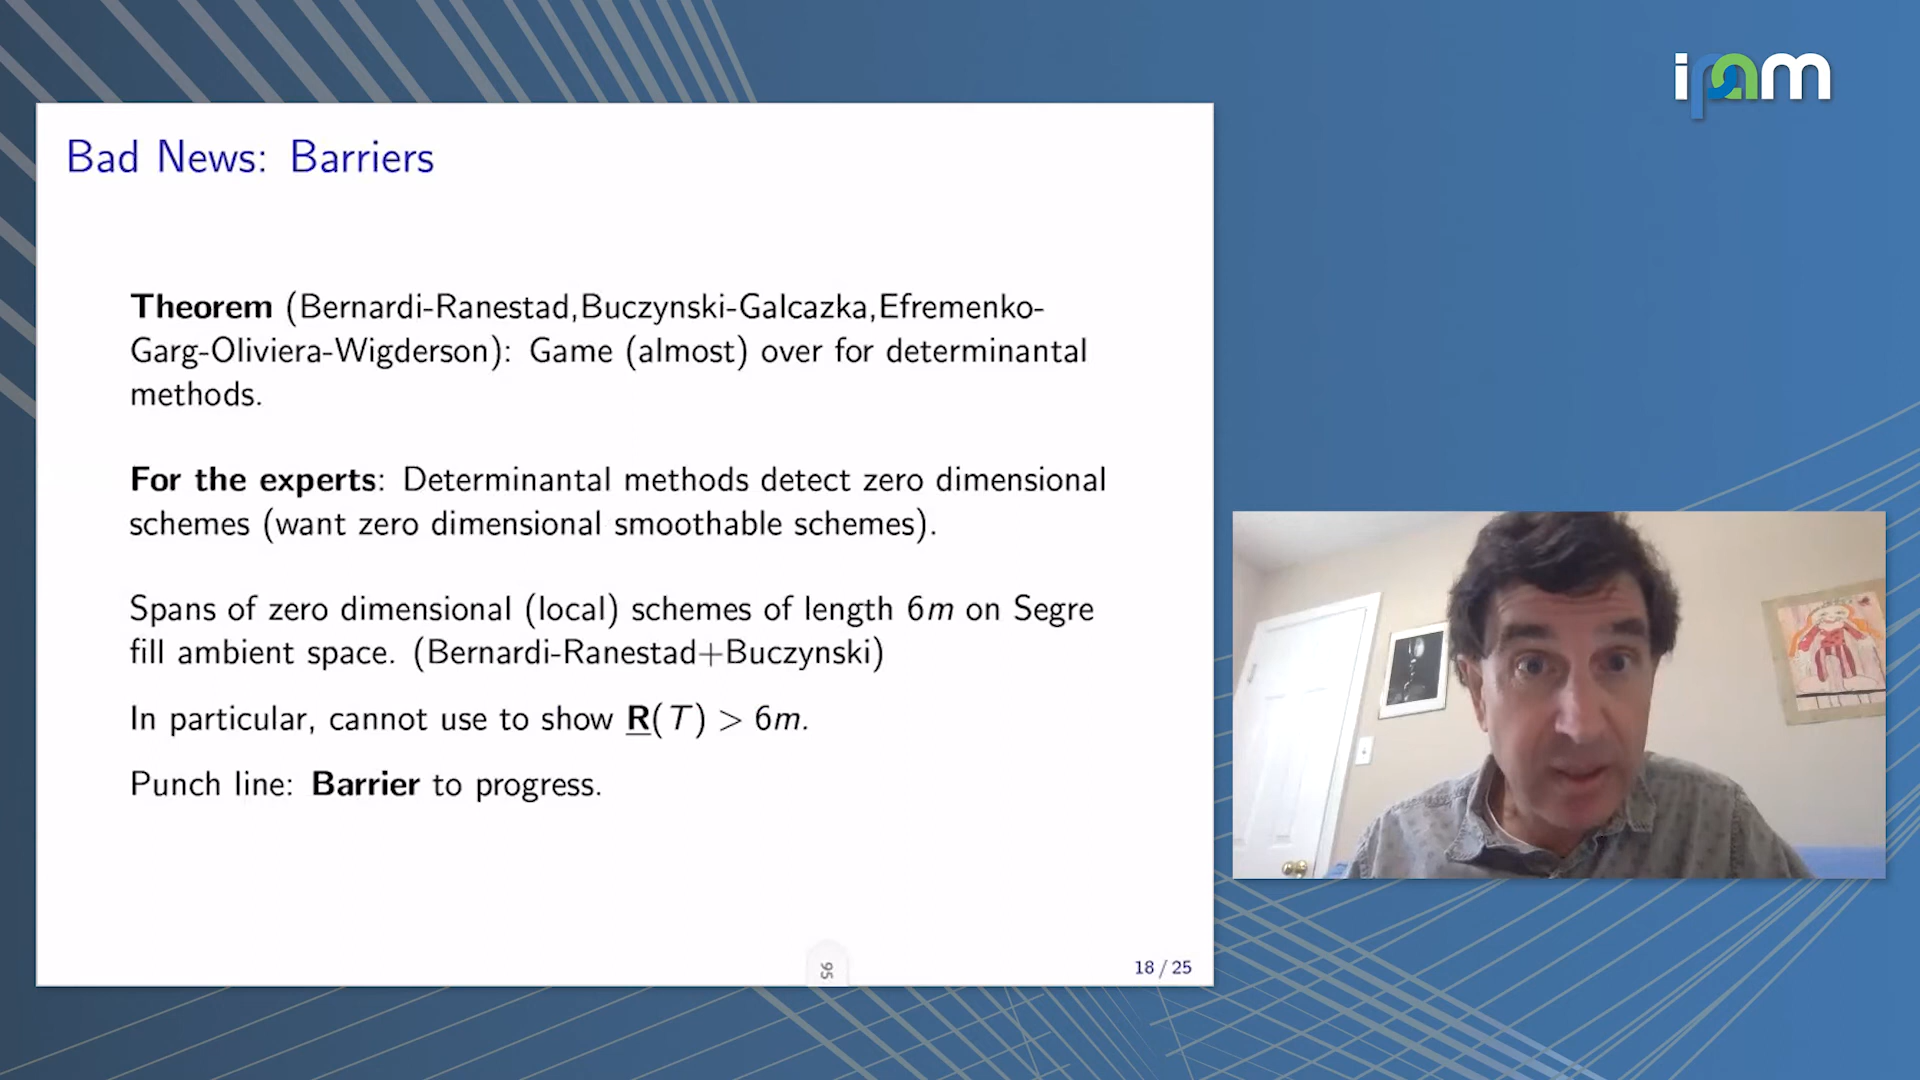 ipam
Bad News: Barriers
Theorem (Bernardi-Ranestad,Buczynski-Galcazka,Efremenko-
Garg-Oliviera-Wigderson): Game (almost) over for determinantal
methods.
For the experts: Determinantal methods detect zero dimensional
schemes (want zero dimensional smoothable schemes).
Spans of zero dimensional (local) schemes of length 6m on Segre
fill ambient space. (Bernardi-Ranestad+Buczynski)
In particular, cannot use to show R(T) > 6m.
Punch line: Barrier to progress.
95
18 / 25